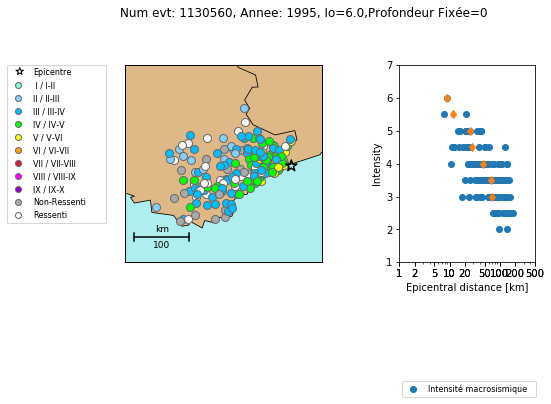 Num evt: 1130560, Annee: 1995, Io=6.0,Profondeur Fixée=0
Epicentre
I / I-II
II / II-III
III / III-IV
IV / IV-V
V / V-VI
VI / VI-VII
VII / VII-VIII
VIII / VIII-IX
IX / IX-X
Non-Ressenti
Ressenti
km
100
7
6
5
4
3
2
1
Intensity
1 2 5 10 20 50 100 200 500
Epicentral distance [km]
Intensité macrosismique